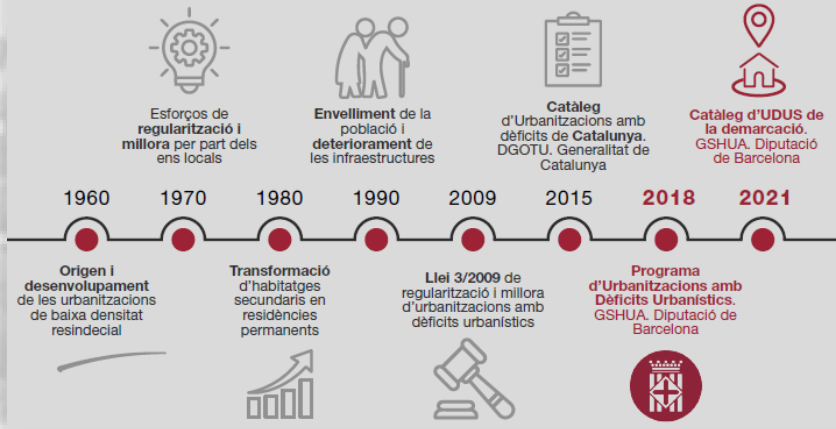 Esforços de
regularització i
millora per part dels
ens locals
Envelliment de la
població i
deteriorament de
les infraestructures
Catàleg
d'Urbanitzacions amb
dèficits de Catalunya.
DGOTU. Generalitat de
Catalunya
Catàleg d'UDUS de
la demarcació.
GSHUA. Diputació
de Barcelona
1960 1970 1980 1990 2009 2015 2018 2021
Origen i
desenvolupament
de les urbanitzacions
de baixa densitat
resindecial
Transformació
d'habitatges
secundaris en
residències
permanents
Llei 3/2009 de
regularització i millora
d'urbanitzacions amb
dèficits urbanístics
Programa
d'Urbanitzacions amb
Dèficits Urbanístics.
GSHUA. Diputació de
Barcelona